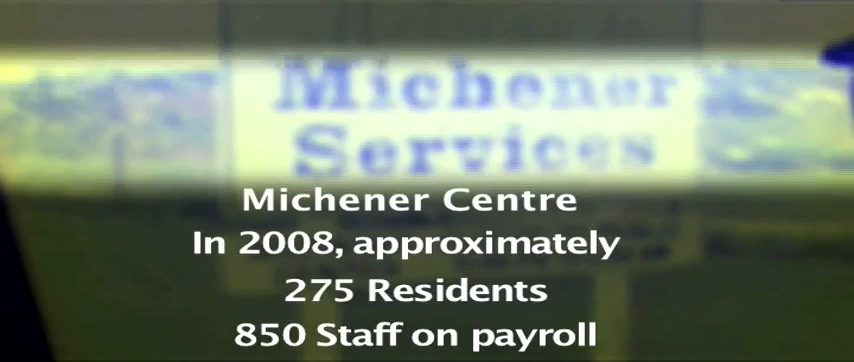 Michener
Services
Michener Centre
In 2008, approximately
275 Residents
850 Staff on payroll